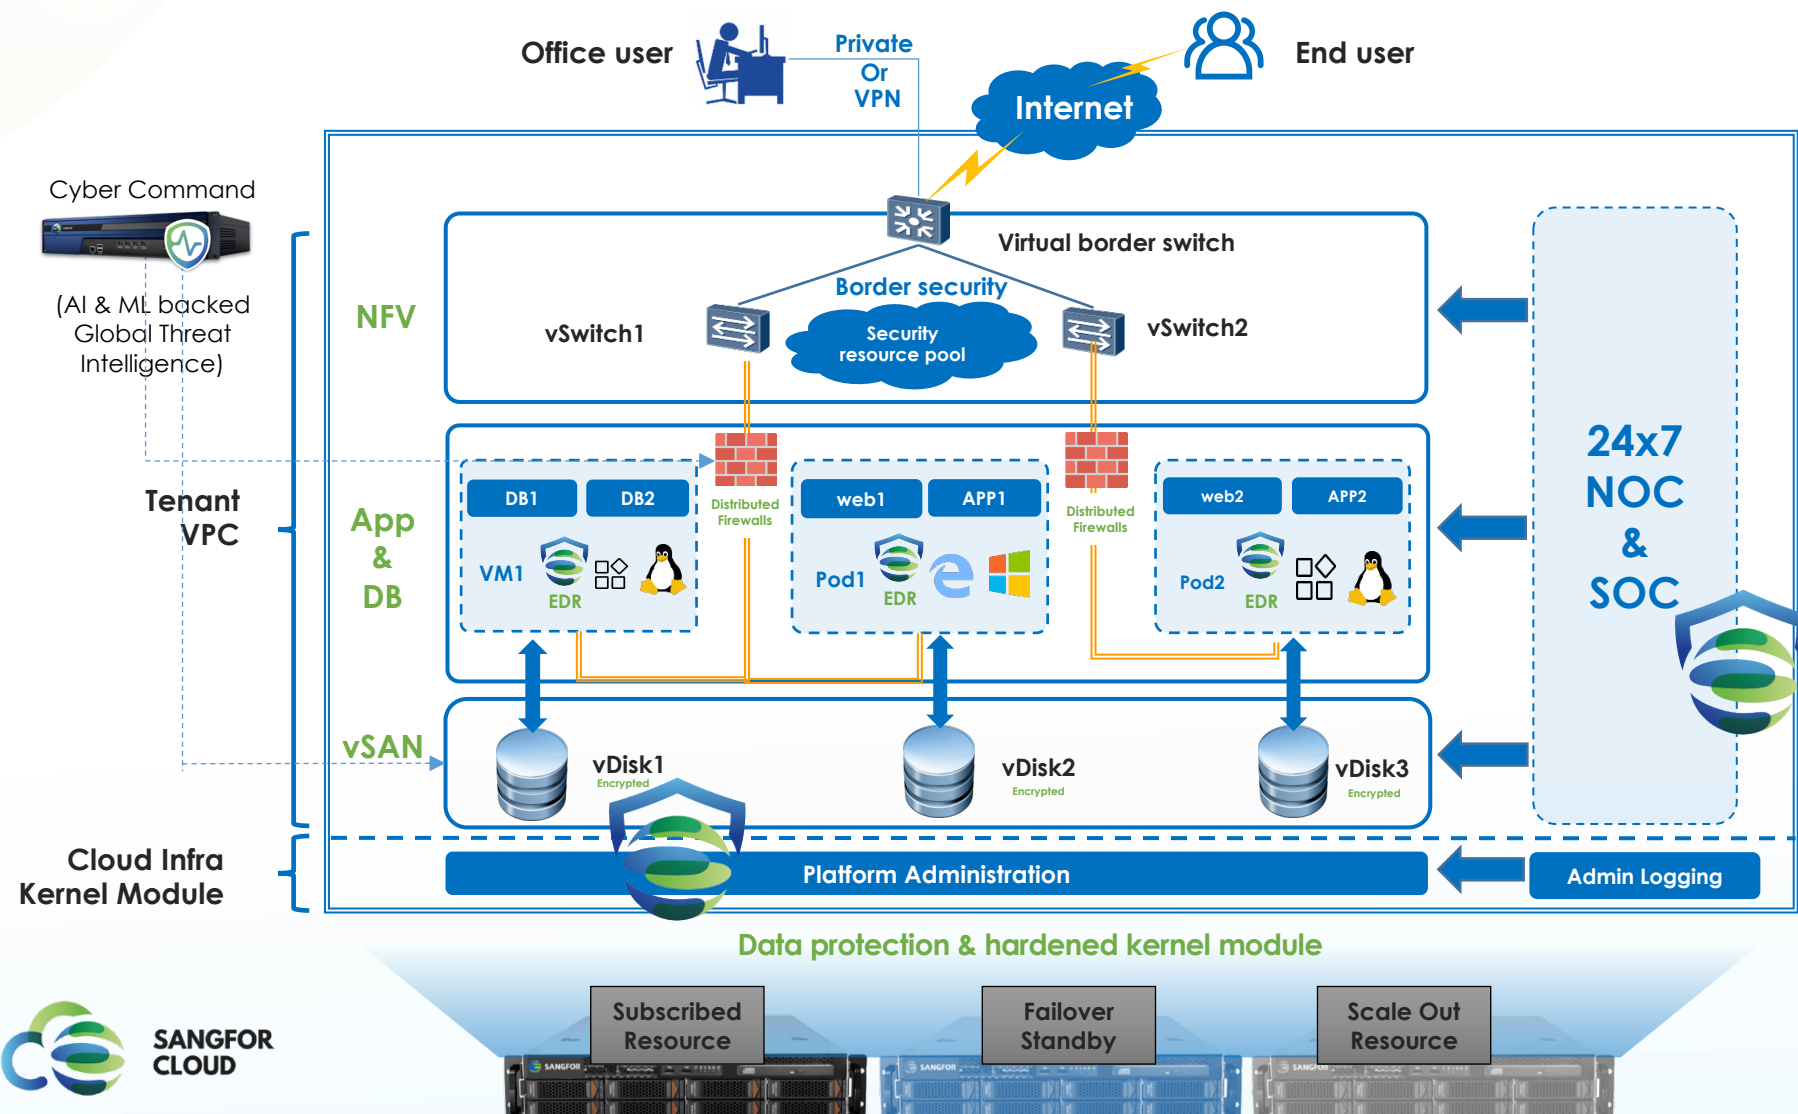 Office user
Private
Or
VPN
End user
Internet
Cyber Command
(AI & ML backed
Global Threat
Intelligence)
NFV
Virtual border switch
Border security
vSwitch1
Security
resource pool
vSwitch2
Tenant
VPC
App
&
DB
DB1
DB2
VM1
EDR
Distributed
Firewalls
web1
APP1
Pod1
EDR
Distributed
Firewalls
web2
APP2
Pod2
EDR
24x7
NOC
&
SOC
vSAN
vDisk1
Encrypted
vDisk2
Encrypted
vDisk3
Encrypted
Cloud Infra
Kernel Module
Platform Administration
Admin Logging
Data protection & hardened kernel module
Subscribed
Resource
Failover
Standby
Scale Out
Resource
SANGFOR
SANGFOR
SANGFOR
SANGFOR
CLOUD